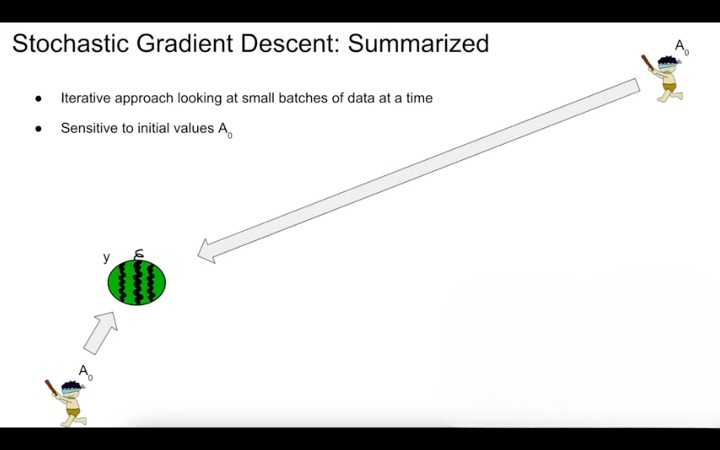 Stochastic Gradient Descent: Summarized
A₀
● Iterative approach looking at small batches of data at a time
● Sensitive to initial values A₀
y
A₀